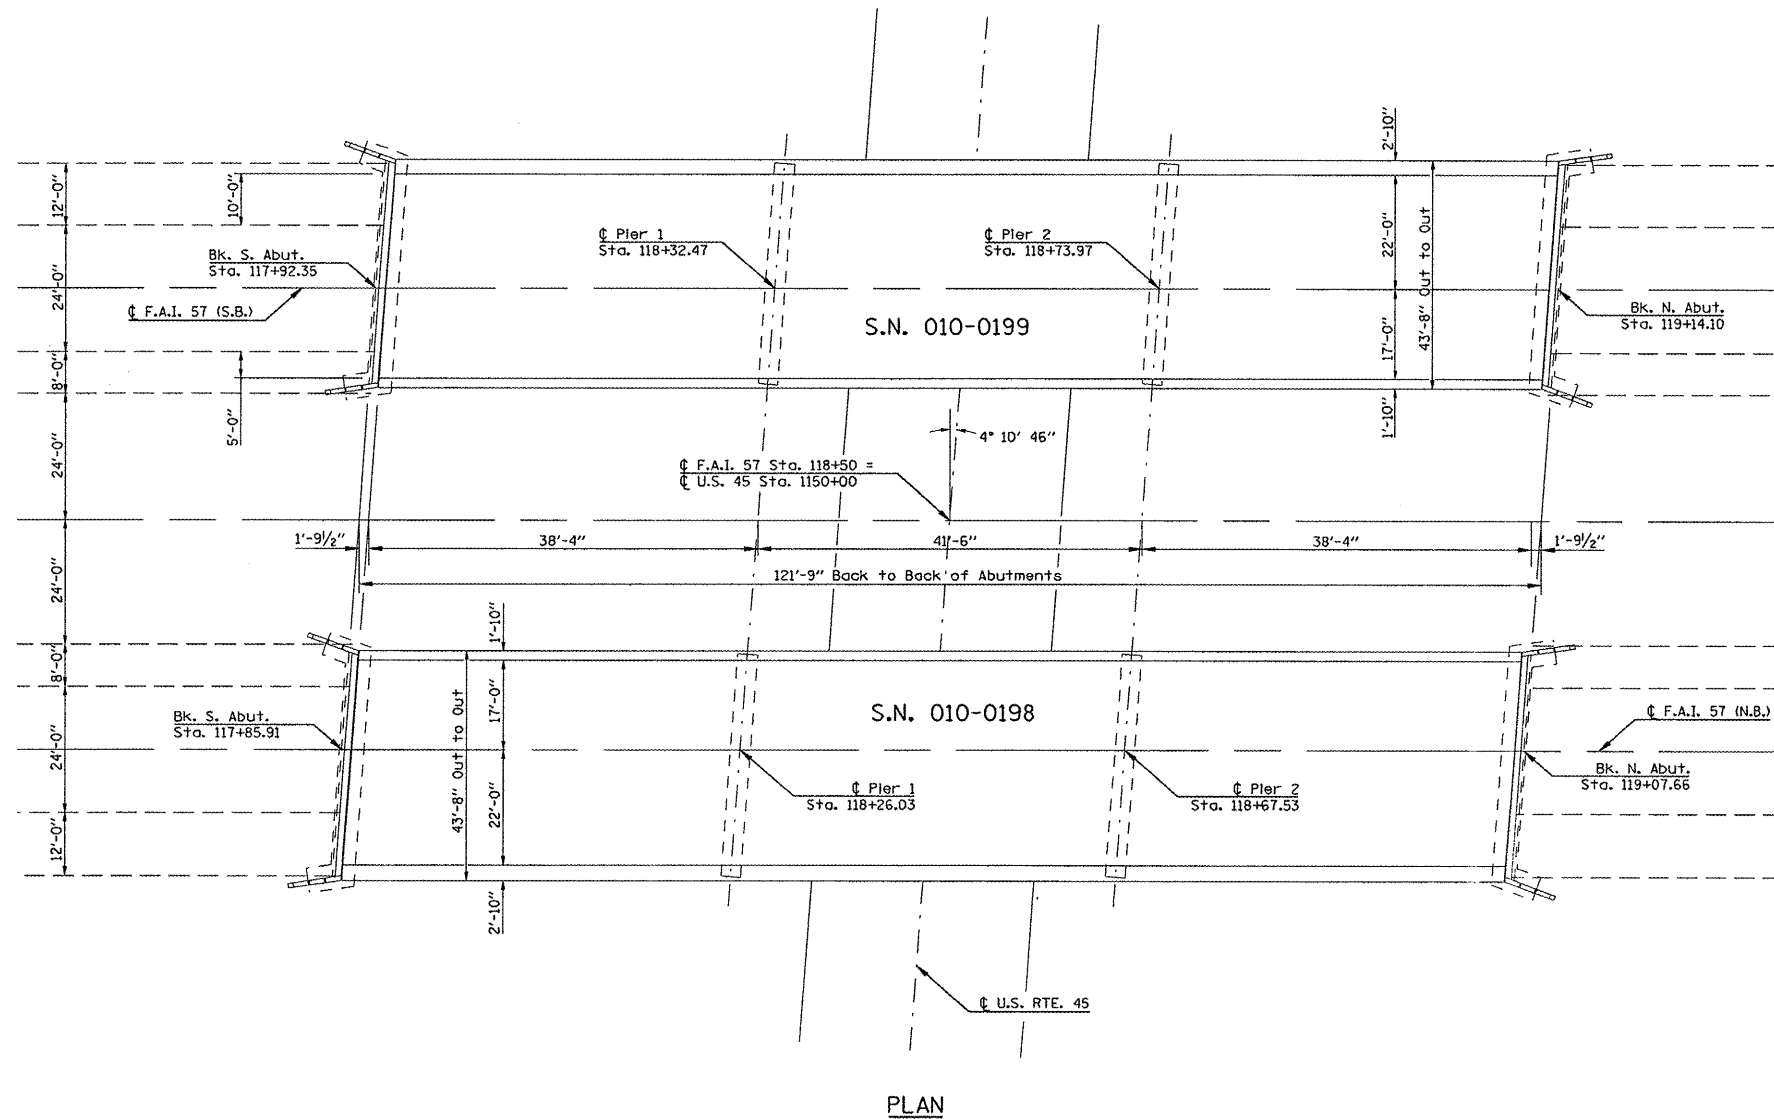 2'-10"
12'-0"
10'-0"
℄ Pier 1
Sta. 118+32.47
℄ Pier 2
Sta. 118+73.97
22'-0"
43'-8" Out to Out
Bk. S. Abut.
Sta. 117+92.35
24'-0"
℄ F.A.I. 57 (S.B.)
S.N. 010-0199
Bk. N. Abut.
Sta. 119+14.10
17'-0"
8'-0"
5'-0"
1'-10"
24'-0"
4° 10' 46"
℄ F.A.I. 57 Sta. 118+50 =
℄ U.S. 45 Sta. 1150+00
1'-9½"
38'-4"
41'-6"
38'-4"
1'-9½"
121'-9" Back to Back of Abutments
24'-0"
1'-10"
8'-0"
17'-0"
43'-8" Out to Out
S.N. 010-0198
Bk. S. Abut.
Sta. 117+85.91
℄ F.A.I. 57 (N.B.)
24'-0"
22'-0"
℄ Pier 1
Sta. 118+26.03
℄ Pier 2
Sta. 118+67.53
Bk. N. Abut.
Sta. 119+07.66
12'-0"
2'-10"
℄ U.S. RTE. 45
PLAN